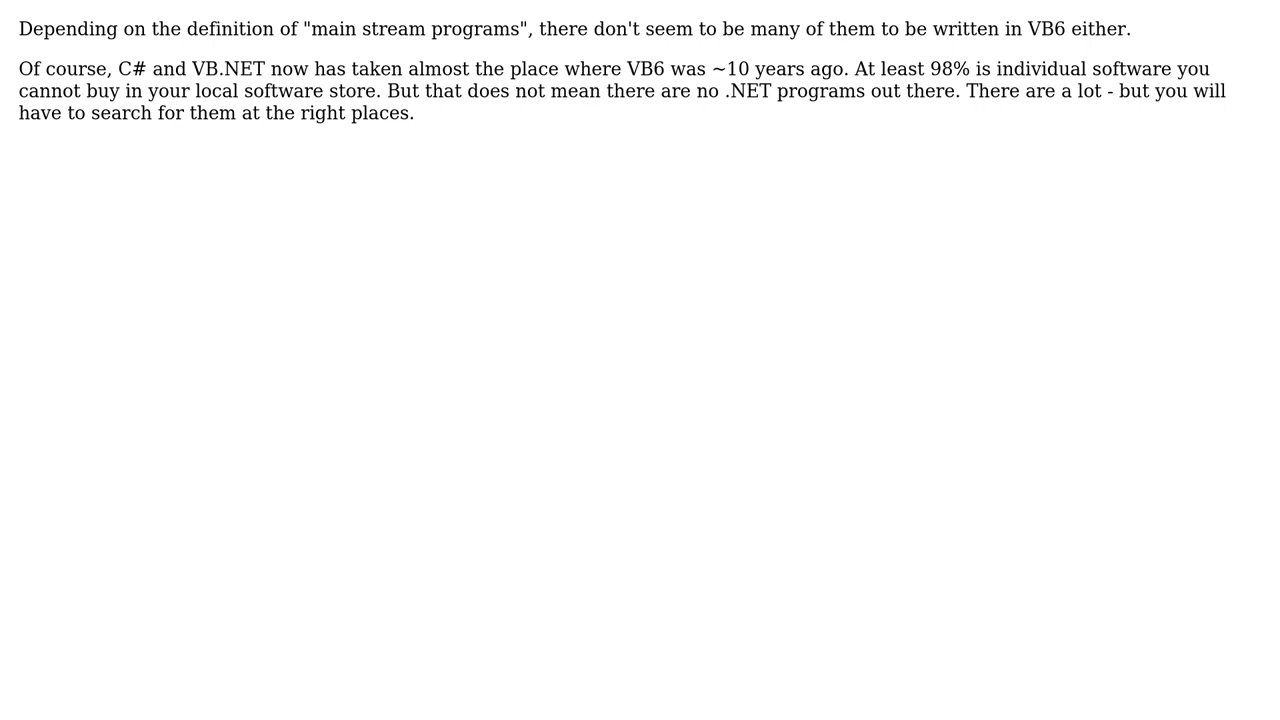 Depending on the definition of "main stream programs", there don't seem to be many of them to be written in VB6 either.
Of course, C# and VB.NET now has taken almost the place where VB6 was ~10 years ago. At least 98% is individual software you
cannot buy in your local software store. But that does not mean there are no .NET programs out there. There are a lot - but you will
have to search for them at the right places.